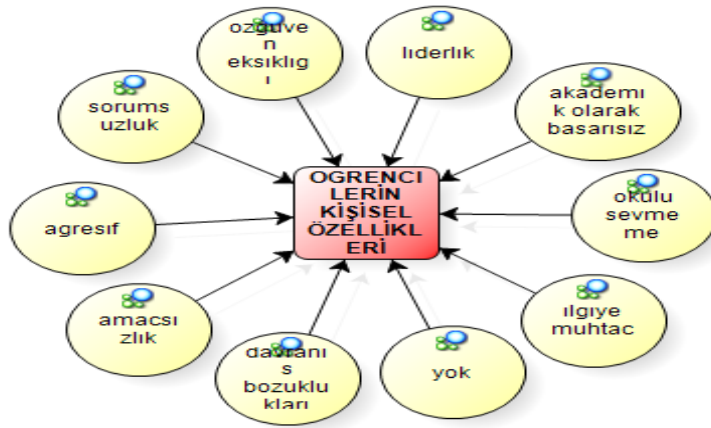 ozguve
n
eksıklıgı
ı
lıderlık
akademı
k olarak
basarısız
okulu
sevme
me
ılgıye
muhtac
yok
davranıs
s
bozuklu
kları
amacsı
zlık
agresıf
sorums
uzluk
OGRENCI
LERİN
KİŞİSEL
ÖZELLİKL
ERİ